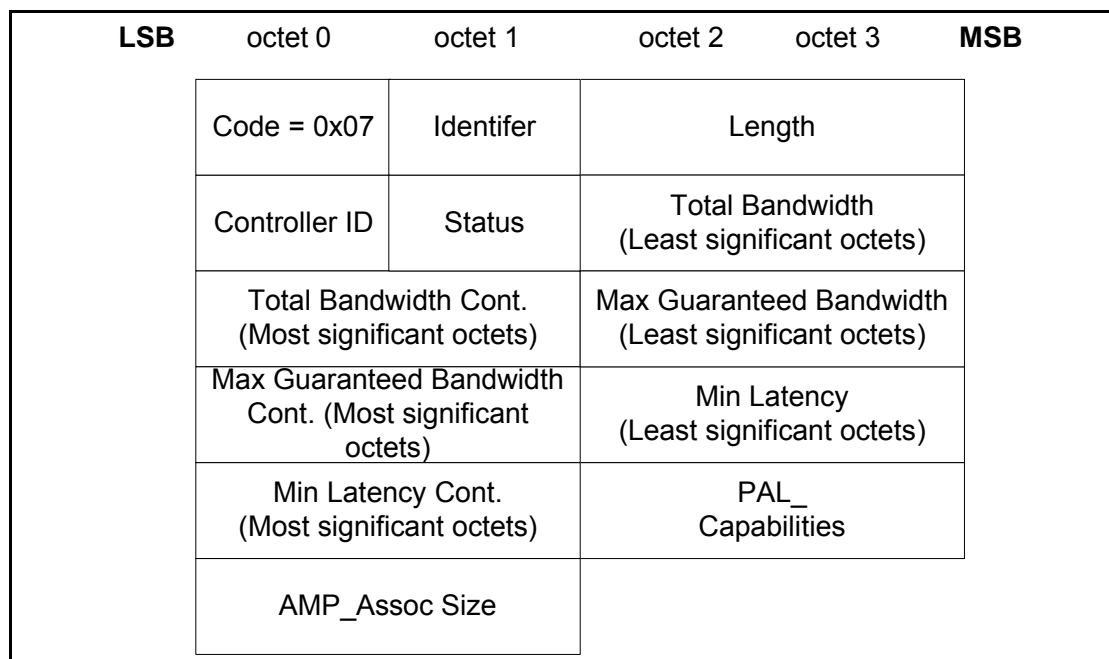 LSB octet 0 octet 1 octet 2 octet 3 MSB
Code = 0x07
Identifer
Length
Controller ID
Status
Total Bandwidth
(Least significant octets)
Total Bandwidth Cont.
(Most significant octets)
Max Guaranteed Bandwidth
(Least significant octets)
Max Guaranteed Bandwidth
Cont. (Most significant
octets)
Min Latency
(Least significant octets)
Min Latency Cont.
(Most significant octets)
PAL_
Capabilities
AMP_Assoc Size